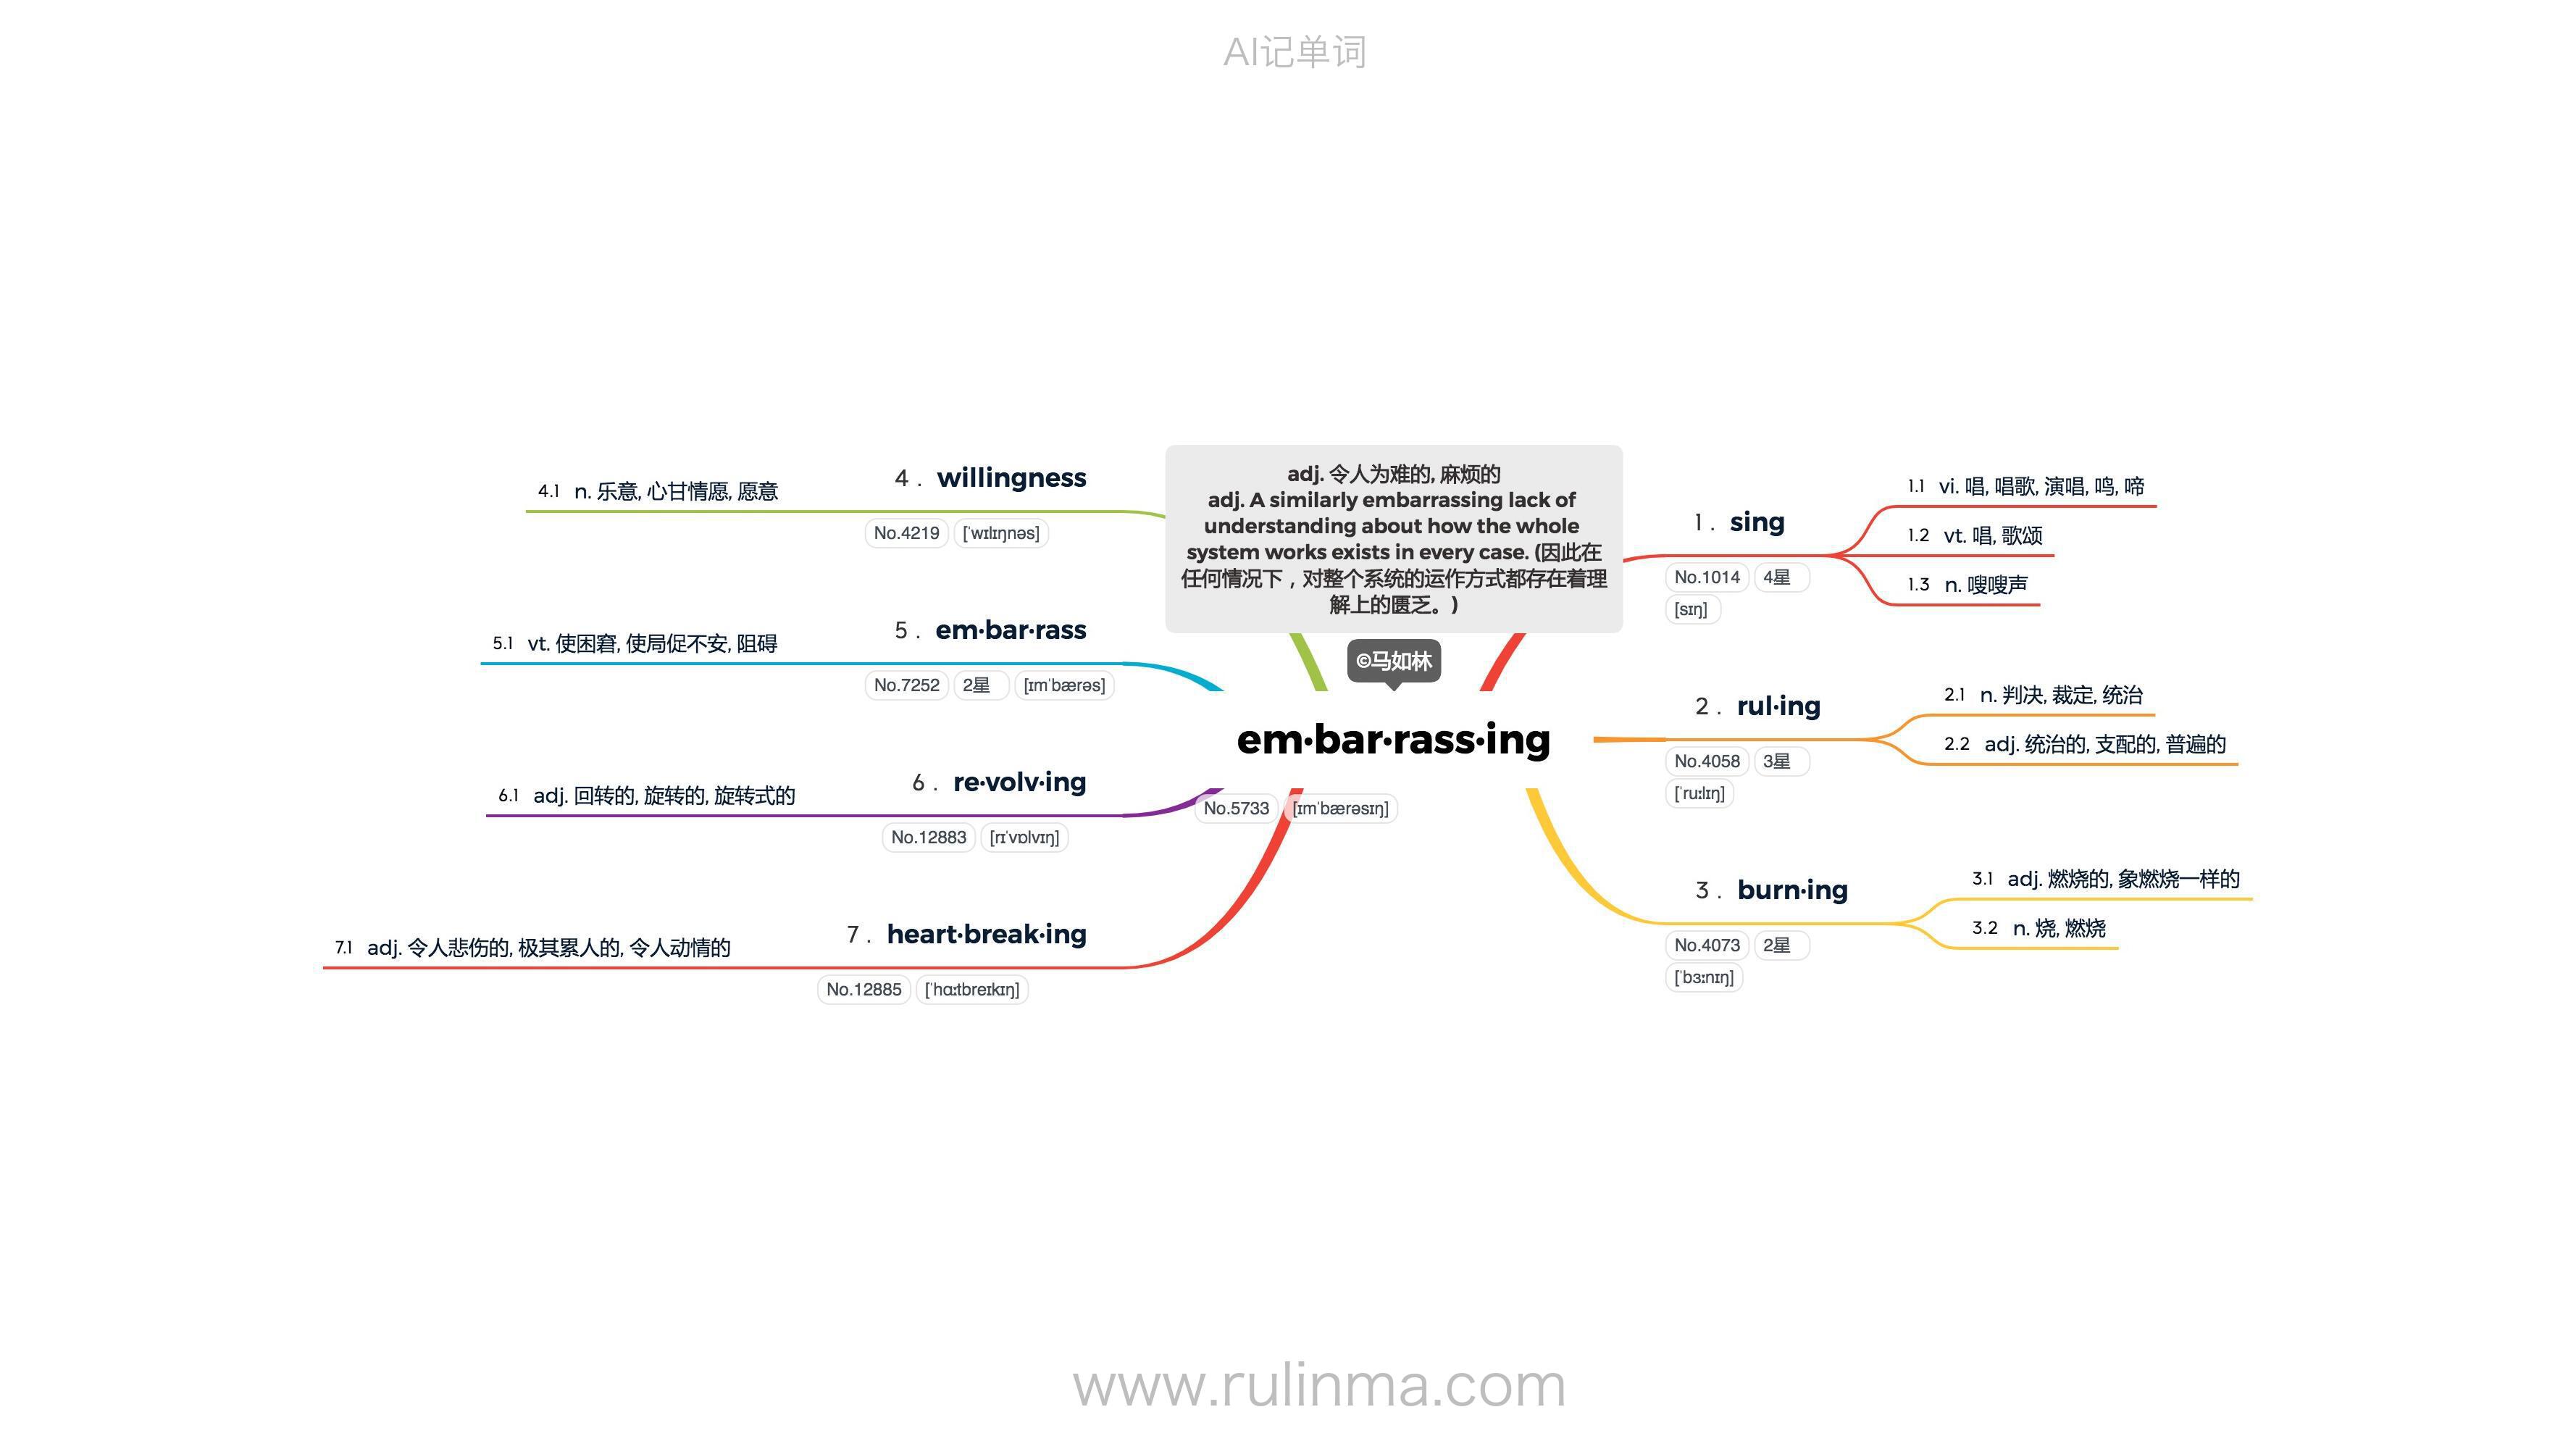 AI记单词
adj. 令人为难的, 麻烦的
adj. A similarly embarrassing lack of
understanding about how the whole
system works exists in every case. (因此在
任何情况下，对整个系统的运作方式都存在着理
解上的匮乏。)
©马如林
em·bar·rass·ing
No.5733 [ɪmˈbærəsɪŋ]
1. sing
No.1014 4星
[sɪŋ]
1.1 vi. 唱, 唱歌, 演唱, 鸣, 啼
1.2 vt. 唱, 歌颂
1.3 n. 嗖嗖声
2. rul·ing
No.4058 3星
[ˈruːlɪŋ]
2.1 n. 判决, 裁定, 统治
2.2 adj. 统治的, 支配的, 普遍的
3. burn·ing
No.4073 2星
[ˈbɜːnɪŋ]
3.1 adj. 燃烧的, 象燃烧一样的
3.2 n. 烧, 燃烧
4. willingness
No.4219 [ˈwɪlɪŋnəs]
4.1 n. 乐意, 心甘情愿, 愿意
5. em·bar·rass
No.7252 2星 [ɪmˈbærəs]
5.1 vt. 使困窘, 使局促不安, 阻碍
6. re·volv·ing
No.12883 [rɪˈvɒlvɪŋ]
6.1 adj. 回转的, 旋转的, 旋转式的
7. heart·break·ing
No.12885 [ˈhɑːtbreɪkɪŋ]
7.1 adj. 令人悲伤的, 极其累人的, 令人动情的
www.rulinma.com